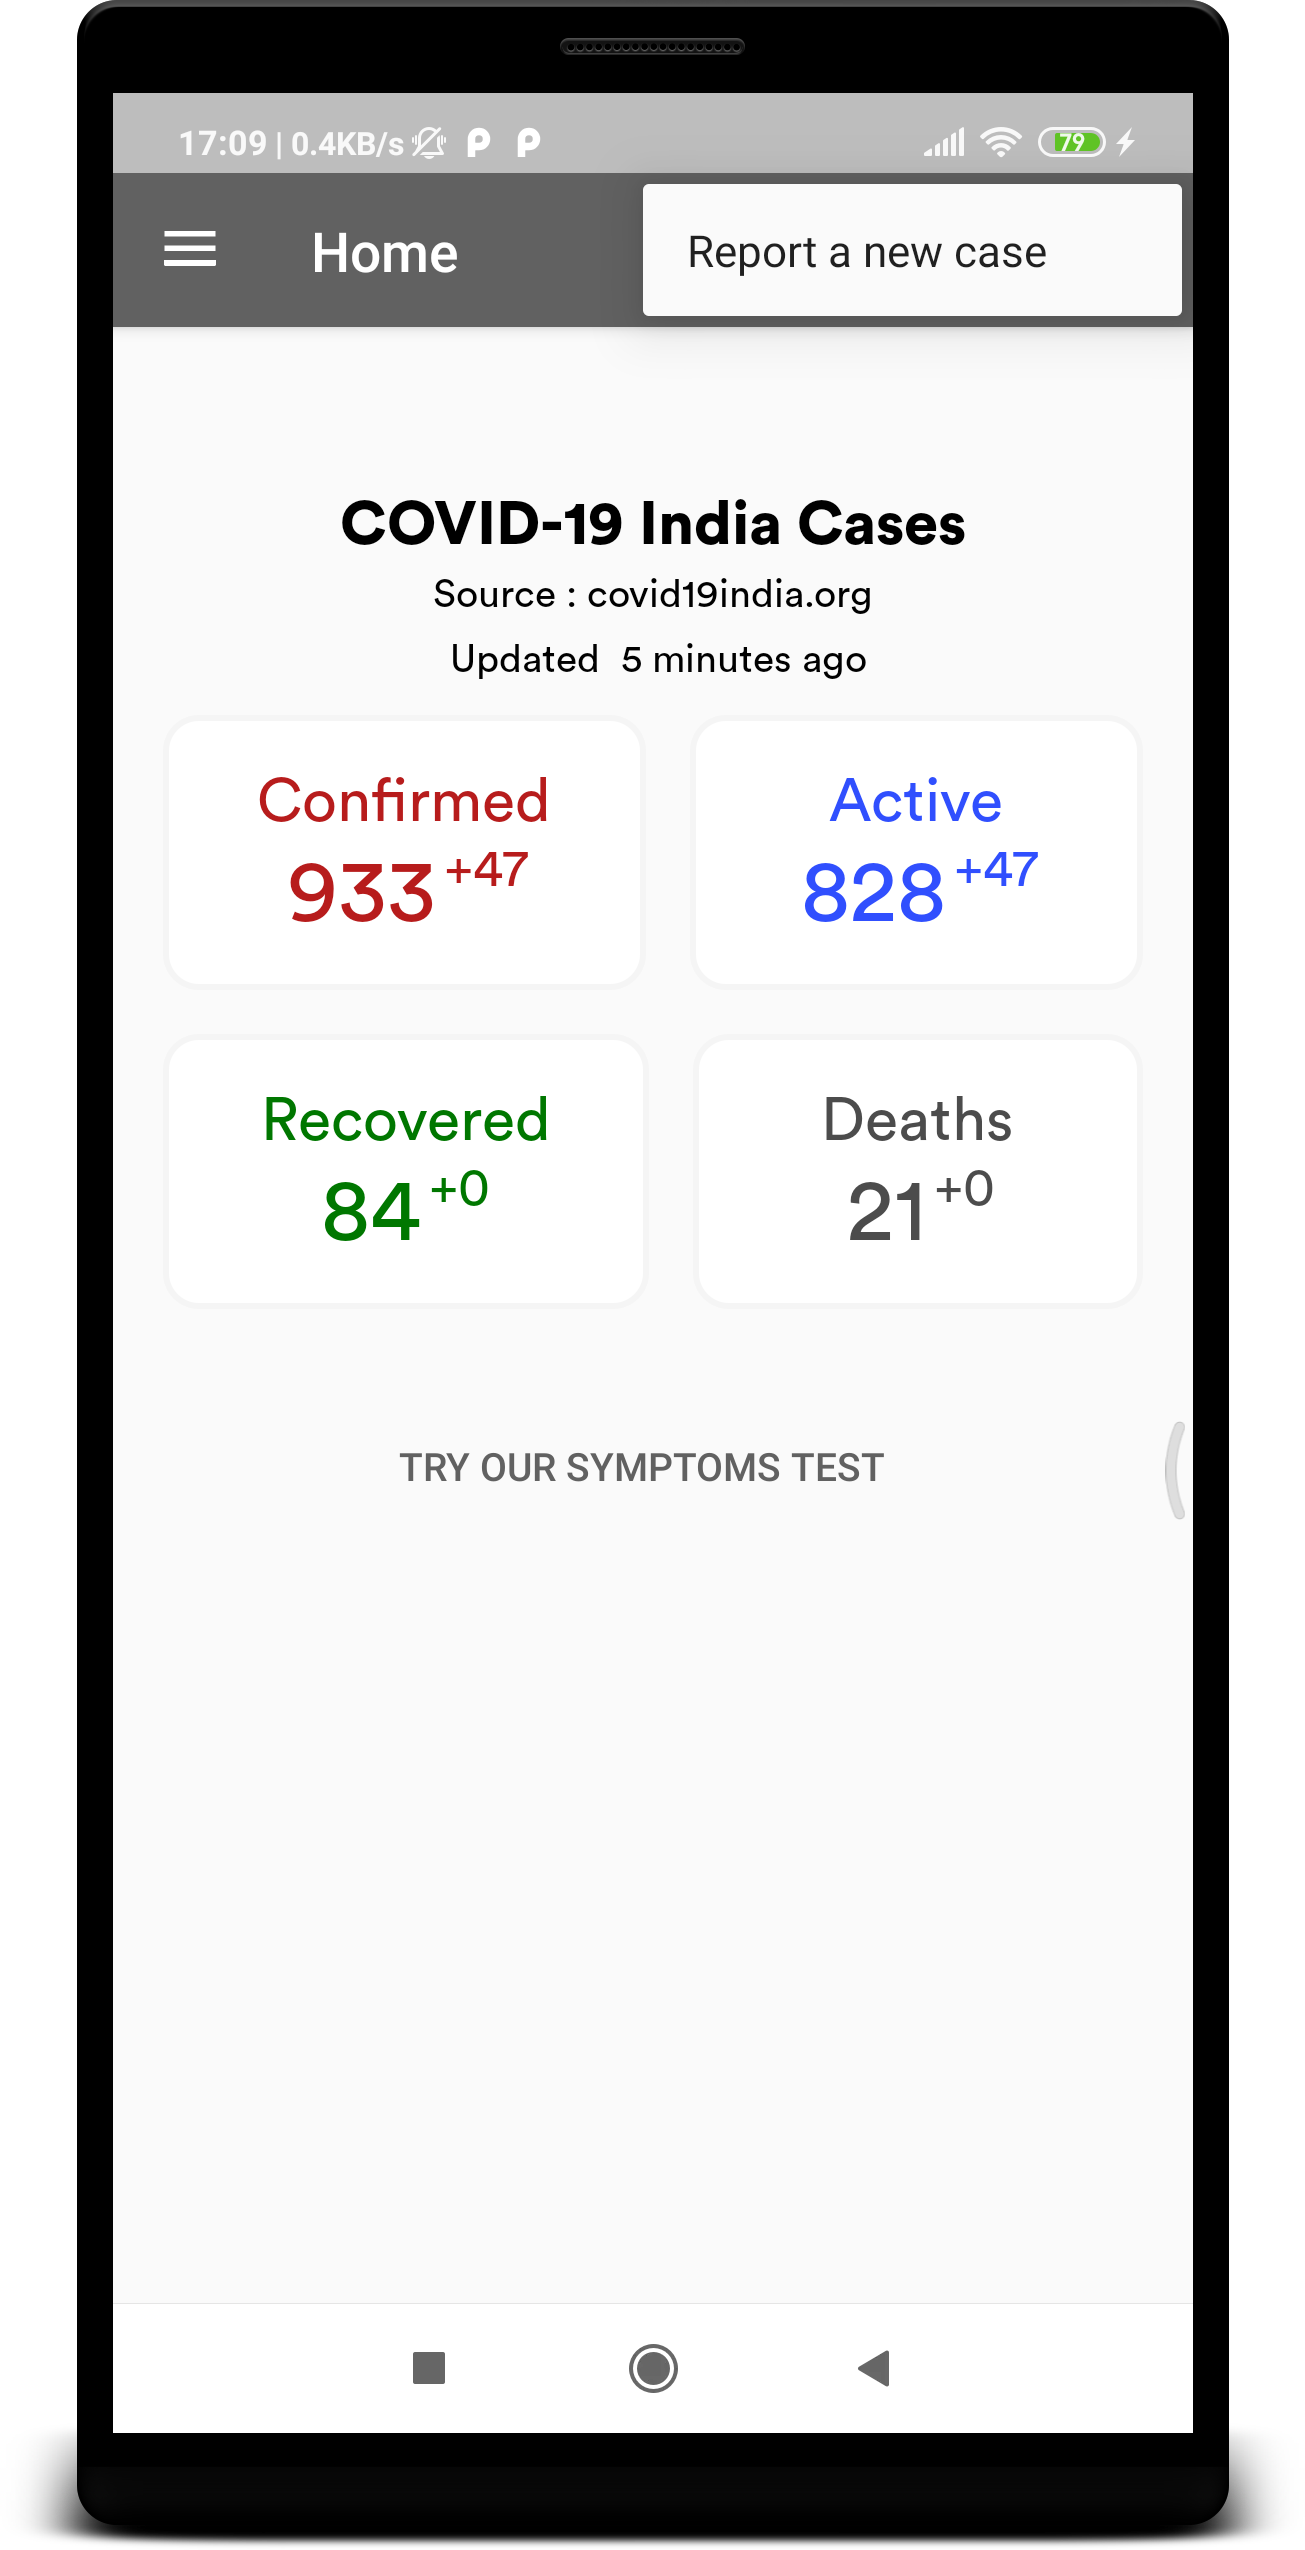 17:09 | 0.4KB/s
79
Home
Report a new case
COVID-19 India Cases
Source : covid19india.org
Updated  5 minutes ago
Confirmed
933 +47
Active
828 +47
Recovered
84 +0
Deaths
21 +0
TRY OUR SYMPTOMS TEST